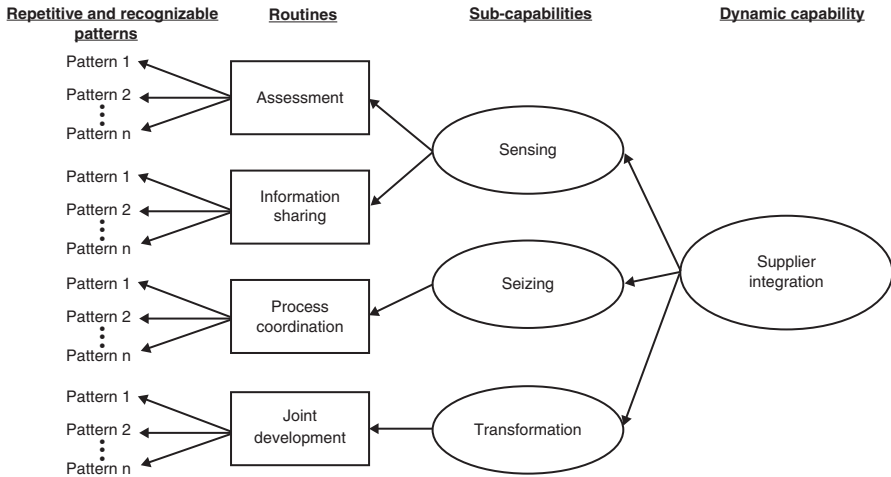 Repetitive and recognizable
patterns
Routines
Sub-capabilities
Dynamic capability
Pattern 1
Pattern 2
Pattern n
Assessment
Pattern 1
Pattern 2
Pattern n
Information
sharing
Sensing
Pattern 1
Pattern 2
Pattern n
Process
coordination
Seizing
Supplier
integration
Pattern 1
Pattern 2
Pattern n
Joint
development
Transformation